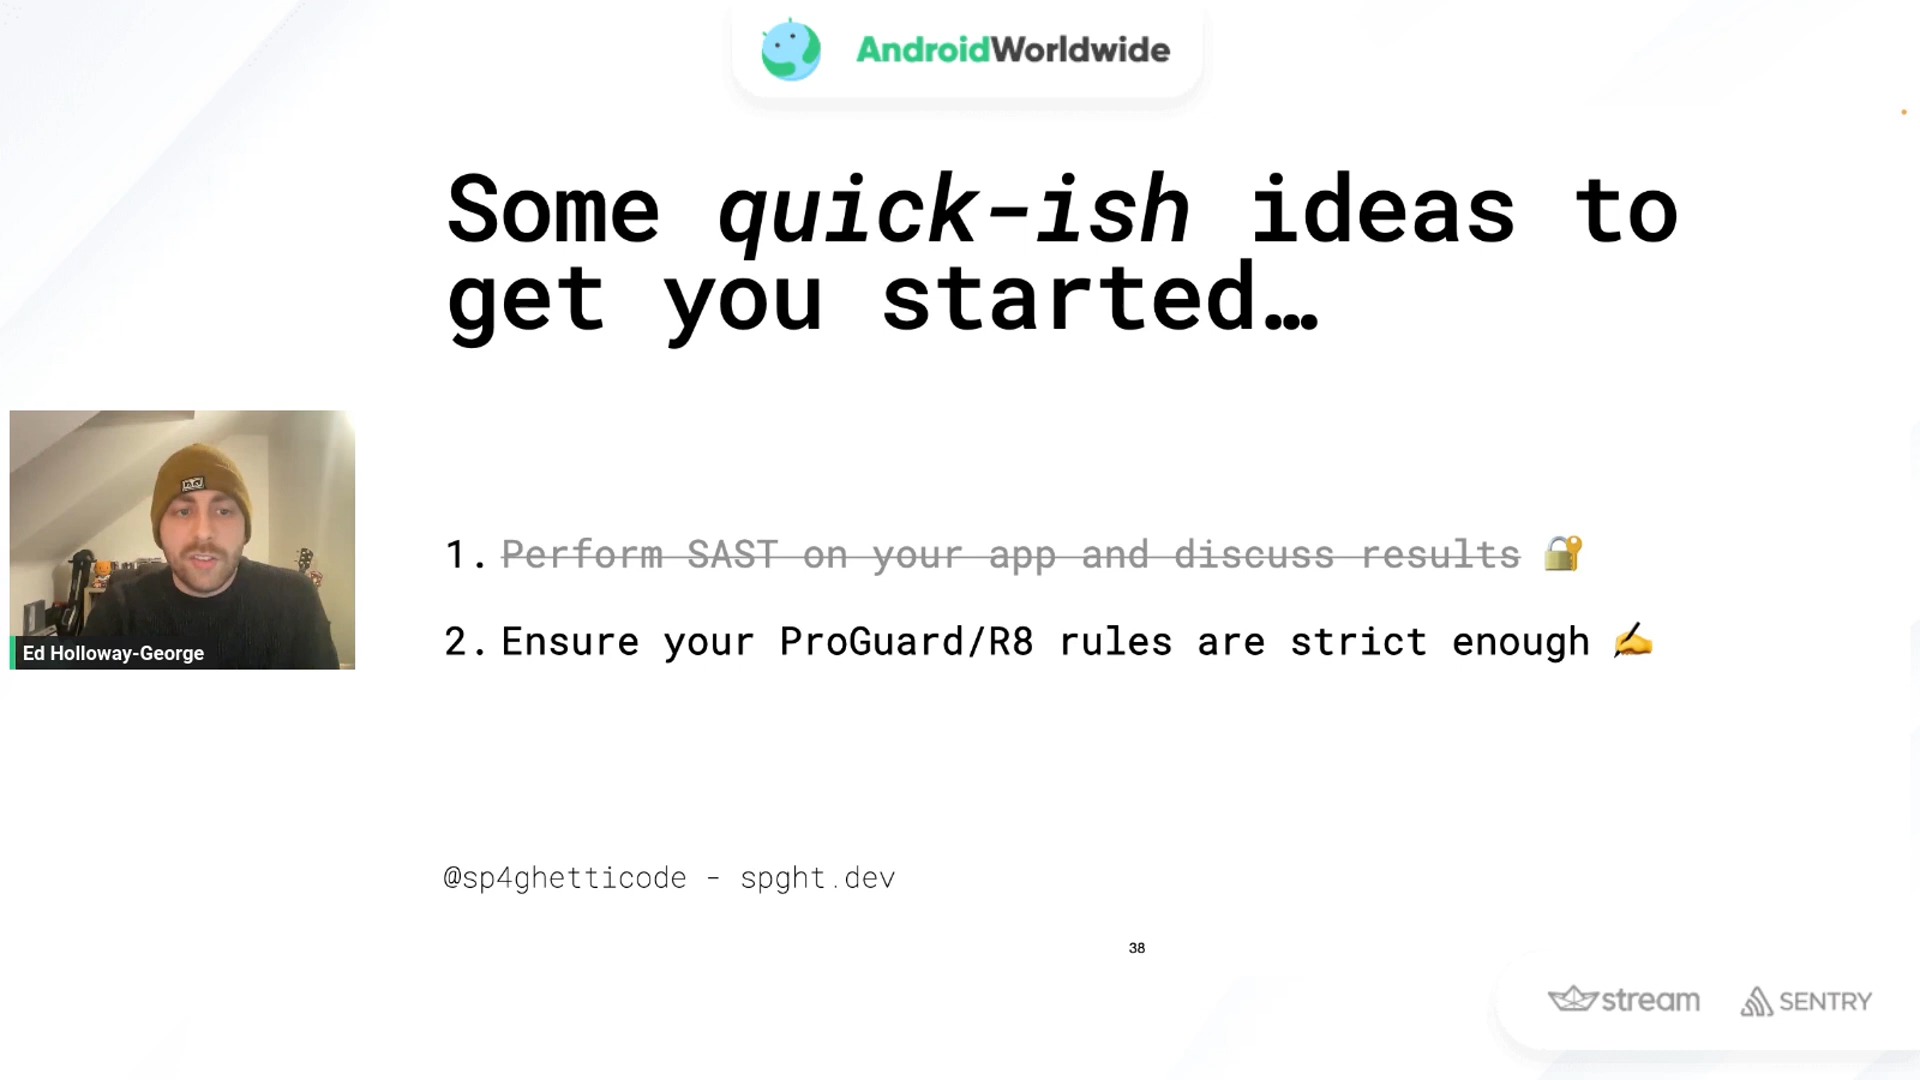 AndroidWorldwide
Some quick-ish ideas to
get you started…
1. Perform SAST on your app and discuss results 🔐
2. Ensure your ProGuard/R8 rules are strict enough ✍️
Ed Holloway-George
@sp4ghetticode - spght.dev
38
stream
SENTRY